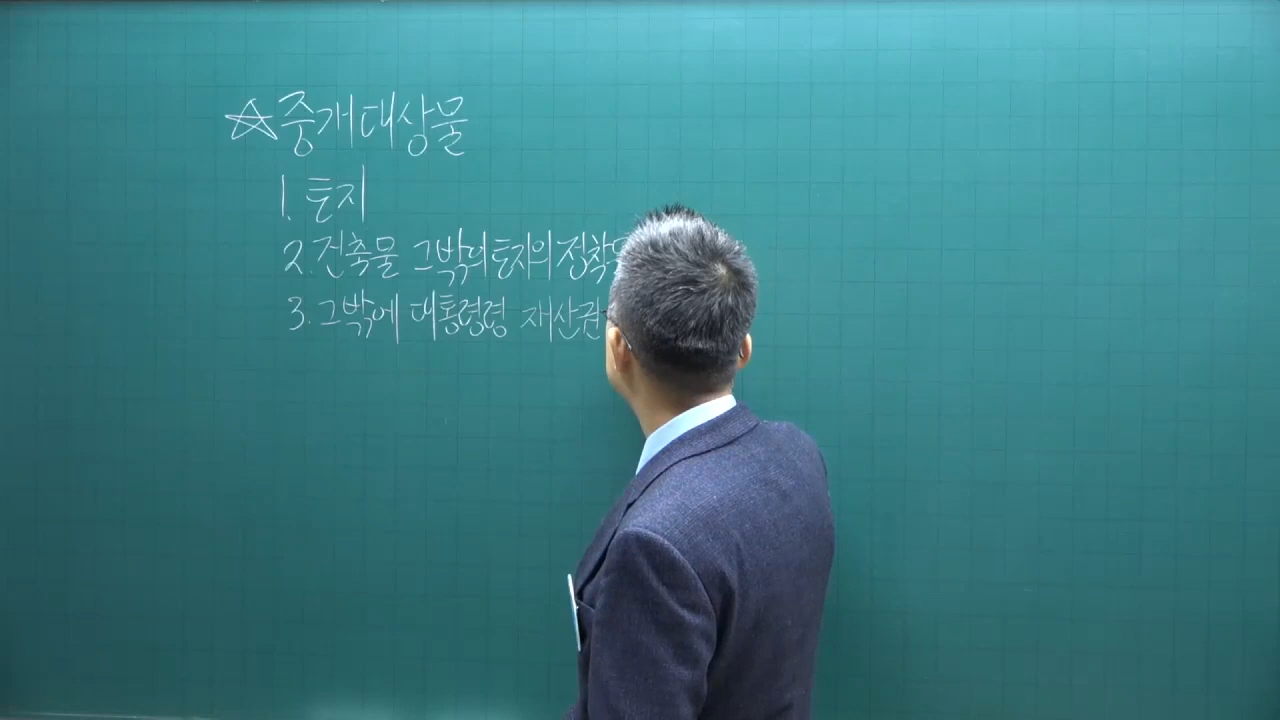 ☆중개대상물
1. 토지
2. 건축물 그밖의 토지의 정착
3. 그밖에 대통령령 재산권